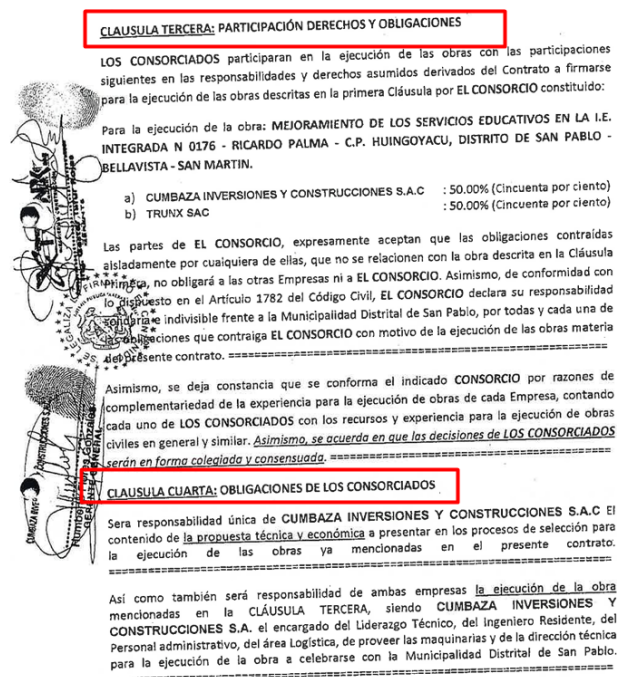 CLAUSULA TERCERA: PARTICIPACIÓN DERECHOS Y OBLIGACIONES
LOS CONSORCIADOS participaran en la ejecución de las obras con las participaciones
siguientes en las responsabilidades y derechos asumidos derivados del Contrato a firmarse
para la ejecución de las obras descritas en la primera Cláusula por EL CONSORCIO constituido:
Para la ejecución de la obra: MEJORAMIENTO DE LOS SERVICIOS EDUCATIVOS EN LA I.E.
INTEGRADA N 0176 - RICARDO PALMA - C.P. HUINGOYACU, DISTRITO DE SAN PABLO -
BELLAVISTA - SAN MARTIN.
a) CUMBAZA INVERSIONES Y CONSTRUCCIONES S.A.C : 50.00% (Cincuenta por ciento)
b) TRUNX SAC : 50.00% (Cincuenta por ciento)
Las partes de EL CONSORCIO, expresamente aceptan que las obligaciones contraídas
aisladamente por cualquiera de ellas, que no se relacionen con la obra descrita en la Cláusula
Primera, no obligará a las otras Empresas ni a EL CONSORCIO. Asimismo, de conformidad con
lo dispuesto en el Artículo 1782 del Código Civil, EL CONSORCIO declara su responsabilidad
solidaria e indivisible frente a la Municipalidad Distrital de San Pablo, por todas y cada una de
las obligaciones que contraiga EL CONSORCIO con motivo de la ejecución de las obras materia
del presente contrato. ==================================================
Asimismo, se deja constancia que se conforma el indicado CONSORCIO por razones de
complementariedad de la experiencia para la ejecución de obras de cada Empresa, contando
cada uno de LOS CONSORCIADOS con los recursos y experiencia para la ejecución de obras
civiles en general y similar. Asimismo, se acuerda en que las decisiones de LOS CONSORCIADOS
serán en forma colegiada y consensuada. =====================================
CLAUSULA CUARTA: OBLIGACIONES DE LOS CONSORCIADOS
Sera responsabilidad única de CUMBAZA INVERSIONES Y CONSTRUCCIONES S.A.C El
contenido de la propuesta técnica y económica a presentar en los procesos de selección para
la ejecución de las obras ya mencionadas en el presente contrato.
====================================================================
Así como también será responsabilidad de ambas empresas la ejecución de la obra
mencionadas en la CLÁUSULA TERCERA, siendo CUMBAZA INVERSIONES Y
CONSTRUCCIONES S.A. el encargado del Liderazgo Técnico, del Ingeniero Residente, del
Personal administrativo, del área Logística, de proveer las maquinarias y de la dirección técnica
para la ejecución de la obra a celebrarse con la Municipalidad Distrital de San Pablo.
====================================================================
GERENTE GENERAL